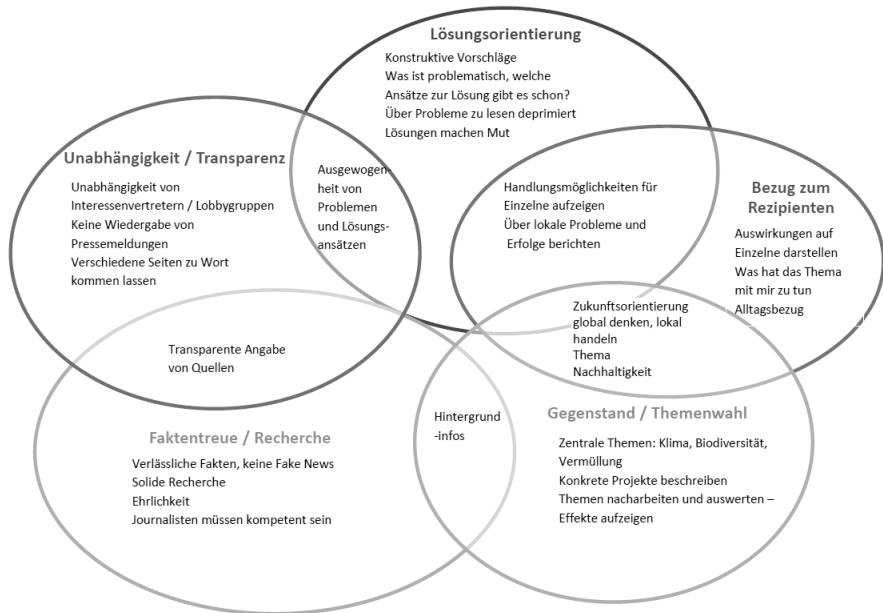 Lösungsorientierung
Konstruktive Vorschläge
Was ist problematisch, welche
Ansätze zur Lösung gibt es schon?
Über Probleme zu lesen deprimiert
Lösungen machen Mut
Unabhängigkeit / Transparenz
Unabhängigkeit von
Interessenvertretern / Lobbygruppen
Keine Wiedergabe von
Pressemeldungen
Verschiedene Seiten zu Wort
kommen lassen
Ausgewogen-
heit von
Problemen
und Lösungs-
ansätzen
Handlungsmöglichkeiten für
Einzelne aufzeigen
Über lokale Probleme und
Erfolge berichten
Bezug zum
Rezipienten
Auswirkungen auf
Einzelne darstellen
Was hat das Thema
mit mir zu tun
Alltagsbezug
Zukunftsorientierung
global denken, lokal
handeln
Thema
Nachhaltigkeit
Transparente Angabe
von Quellen
Hintergrund
-infos
Faktentreue / Recherche
Verlässliche Fakten, keine Fake News
Solide Recherche
Ehrlichkeit
Journalisten müssen kompetent sein
Gegenstand / Themenwahl
Zentrale Themen: Klima, Biodiversität,
Vermüllung
Konkrete Projekte beschreiben
Themen nacharbeiten und auswerten –
Effekte aufzeigen